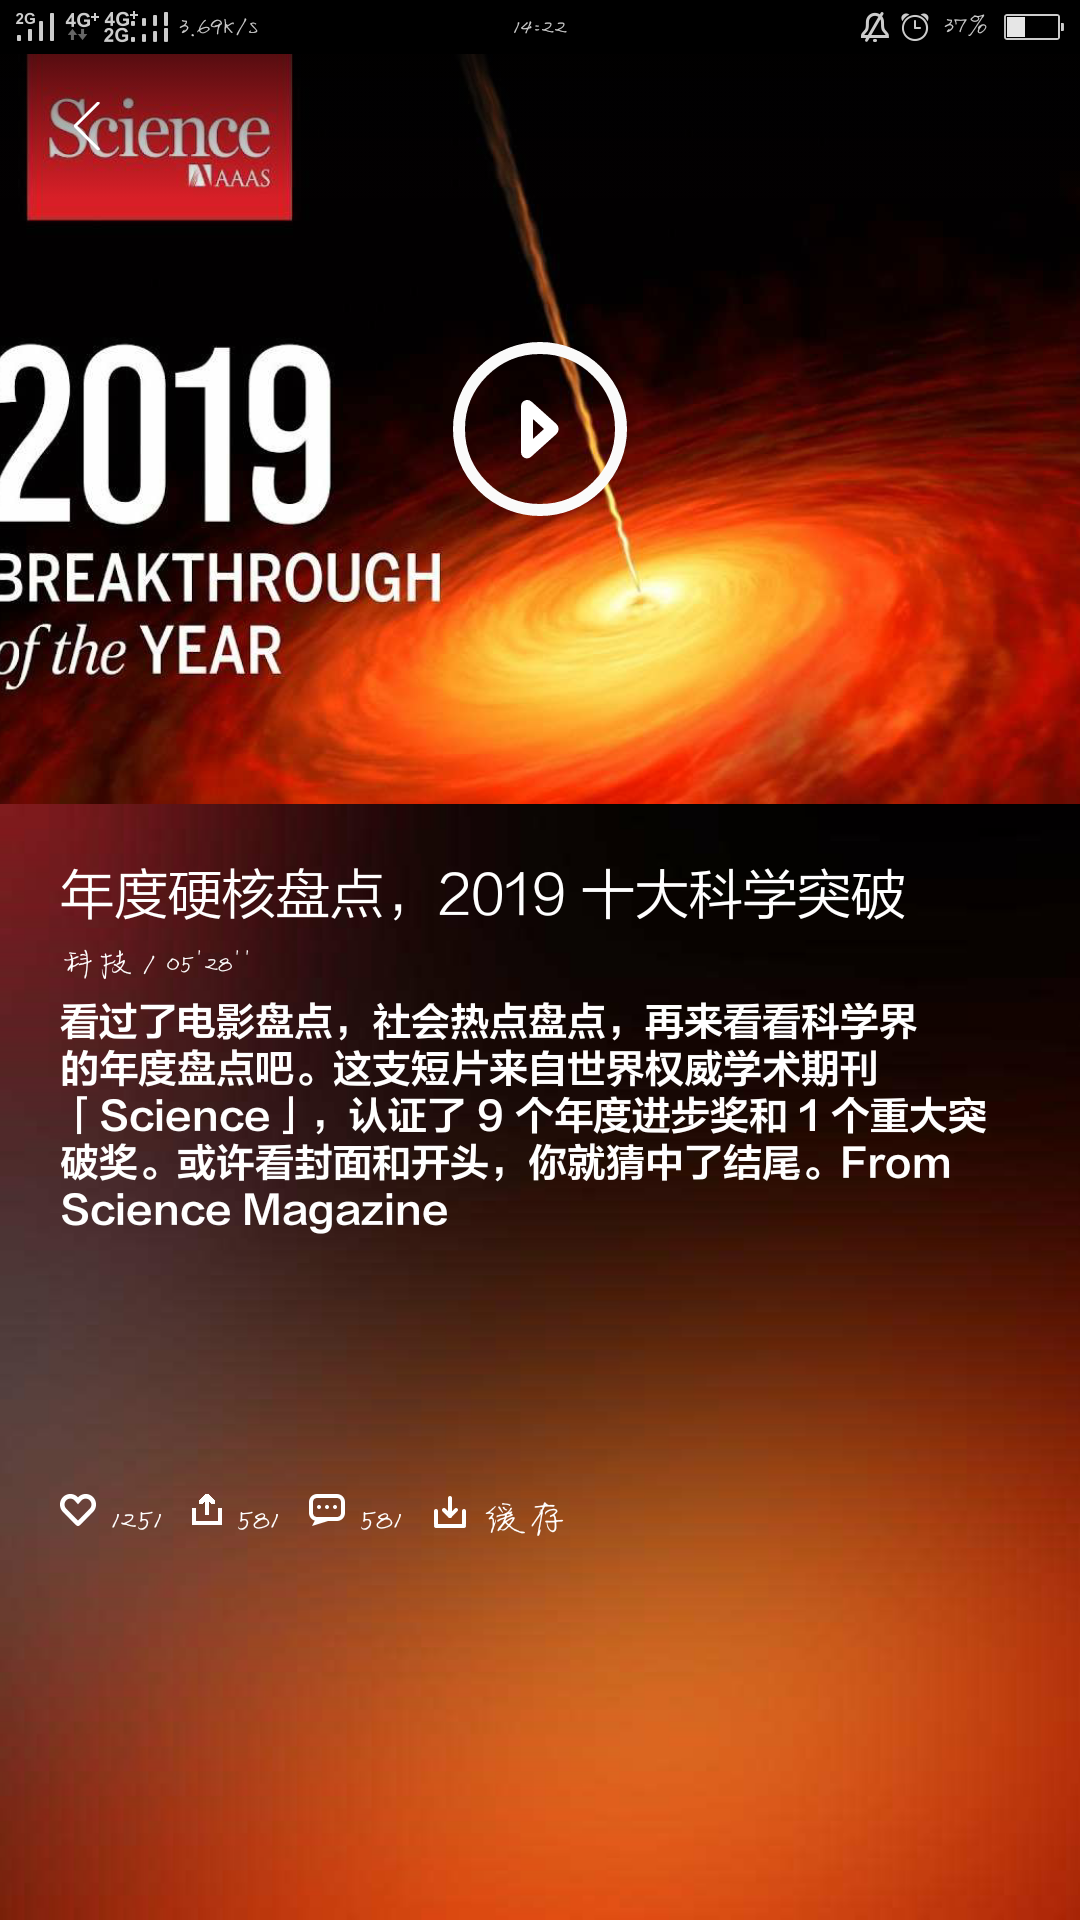 2G 4G+ 4G+ 2G 3.69K/S 14:22 37%
Science
AAAS
2019
BREAKTHROUGH
of the YEAR
年度硬核盘点，2019 十大科学突破
科技 / 05'28''
看过了电影盘点，社会热点盘点，再来看看科学界
的年度盘点吧。这支短片来自世界权威学术期刊
「 Science 」，认证了 9 个年度进步奖和 1 个重大突
破奖。或许看封面和开头，你就猜中了结尾。From
Science Magazine
1251 581 581 缓存